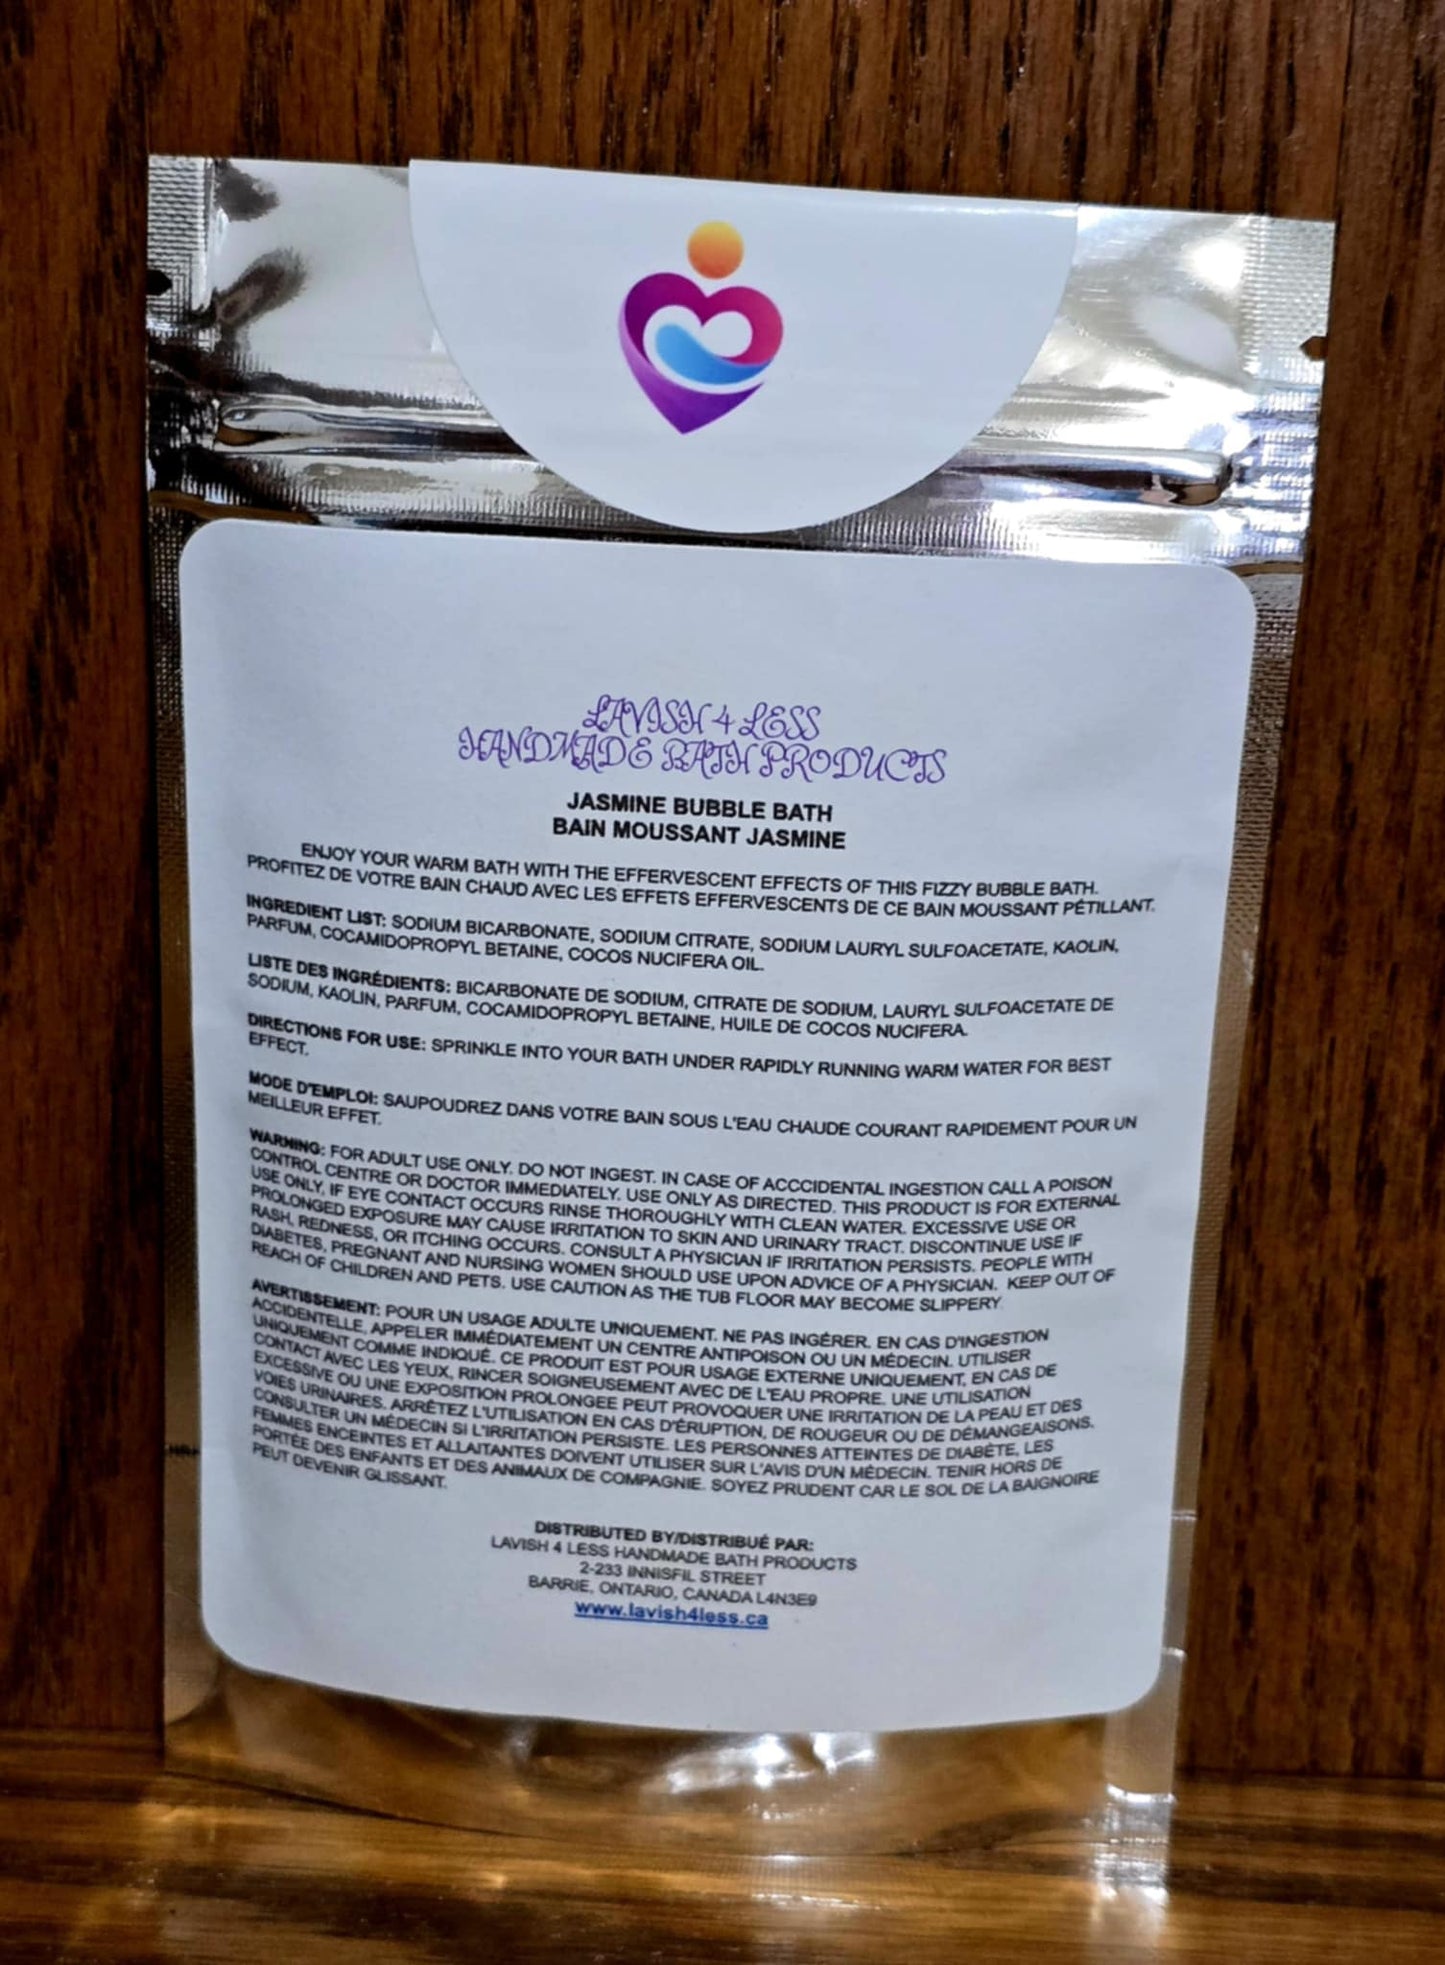 LAVISH 4 LESS
HANDMADE BATH PRODUCTS
JASMINE BUBBLE BATH
BAIN MOUSSANT JASMINE
ENJOY YOUR WARM BATH WITH THE EFFERVESCENT EFFECTS OF THIS FIZZY BUBBLE BATH.
PROFITEZ DE VOTRE BAIN CHAUD AVEC LES EFFETS EFFERVESCENTS DE CE BAIN MOUSSANT PÉTILLANT.
INGREDIENT LIST: SODIUM BICARBONATE, SODIUM CITRATE, SODIUM LAURYL SULFOACETATE, KAOLIN,
PARFUM, COCAMIDOPROPYL BETAINE, COCOS NUCIFERA OIL.
LISTE DES INGRÉDIENTS: BICARBONATE DE SODIUM, CITRATE DE SODIUM, LAURYL SULFOACETATE DE
SODIUM, KAOLIN, PARFUM, COCAMIDOPROPYL BETAINE, HUILE DE COCOS NUCIFERA.
DIRECTIONS FOR USE: SPRINKLE INTO YOUR BATH UNDER RAPIDLY RUNNING WARM WATER FOR BEST
EFFECT.
MODE D'EMPLOI: SAUPOUDREZ DANS VOTRE BAIN SOUS L'EAU CHAUDE COURANT RAPIDEMENT POUR UN
MEILLEUR EFFET.
WARNING: FOR ADULT USE ONLY. DO NOT INGEST. IN CASE OF ACCCIDENTAL INGESTION CALL A POISON
CONTROL CENTRE OR DOCTOR IMMEDIATELY. USE ONLY AS DIRECTED. THIS PRODUCT IS FOR EXTERNAL
USE ONLY, IF EYE CONTACT OCCURS RINSE THOROUGHLY WITH CLEAN WATER. EXCESSIVE USE OR
PROLONGED EXPOSURE MAY CAUSE IRRITATION TO SKIN AND URINARY TRACT. DISCONTINUE USE IF
RASH, REDNESS, OR ITCHING OCCURS. CONSULT A PHYSICIAN IF IRRITATION PERSISTS. PEOPLE WITH
DIABETES, PREGNANT AND NURSING WOMEN SHOULD USE UPON ADVICE OF A PHYSICIAN. KEEP OUT OF
REACH OF CHILDREN AND PETS. USE CAUTION AS THE TUB FLOOR MAY BECOME SLIPPERY.
AVERTISSEMENT: POUR UN USAGE ADULTE UNIQUEMENT. NE PAS INGÉRER. EN CAS D'INGESTION
ACCIDENTELLE, APPELER IMMÉDIATEMENT UN CENTRE ANTIPOISON OU UN MÉDECIN. UTILISER
UNIQUEMENT COMME INDIQUÉ. CE PRODUIT EST POUR USAGE EXTERNE UNIQUEMENT, EN CAS DE
CONTACT AVEC LES YEUX, RINCER SOIGNEUSEMENT AVEC DE L'EAU PROPRE. UNE UTILISATION
EXCESSIVE OU UNE EXPOSITION PROLONGEE PEUT PROVOQUER UNE IRRITATION DE LA PEAU ET DES
VOIES URINAIRES. ARRÊTEZ L'UTILISATION EN CAS D'ÉRUPTION, DE ROUGEUR OU DE DÉMANGEAISONS.
CONSULTER UN MÉDECIN SI L'IRRITATION PERSISTE. LES PERSONNES ATTEINTES DE DIABÈTE, LES
FEMMES ENCEINTES ET ALLAITANTES DOIVENT UTILISER SUR L'AVIS D'UN MÉDECIN. TENIR HORS DE
PORTÉE DES ENFANTS ET DES ANIMAUX DE COMPAGNIE. SOYEZ PRUDENT CAR LE SOL DE LA BAIGNOIRE
PEUT DEVENIR GLISSANT.
DISTRIBUTED BY/DISTRIBUÉ PAR:
LAVISH 4 LESS HANDMADE BATH PRODUCTS
2-233 INNISFIL STREET
BARRIE, ONTARIO, CANADA L4N3E9
www.lavish4less.ca